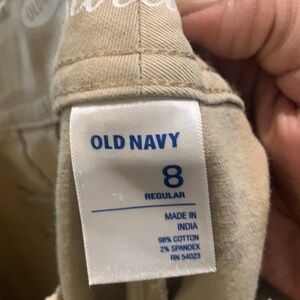 OLD NAVY
8
REGULAR
MADE IN
INDIA
98% COTTON
2% SPANDEX
RN 54023